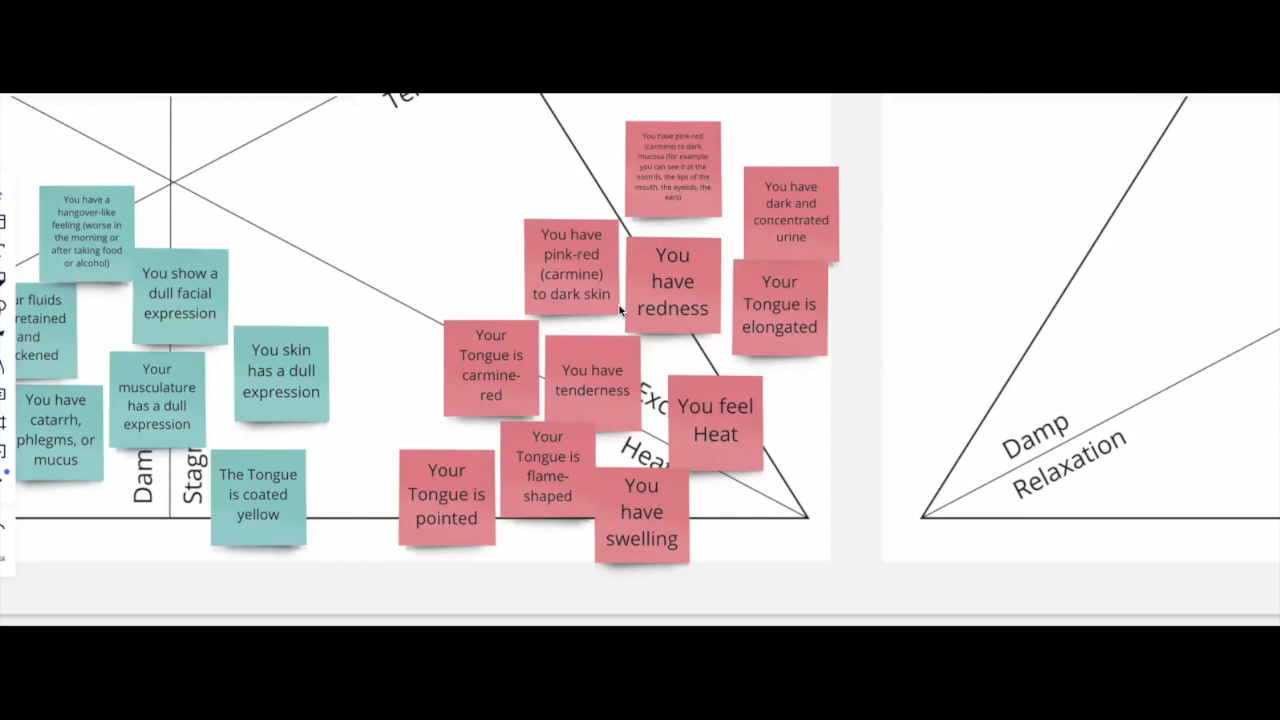 You have a
hangover-like
feeling (worse in
the morning or
after taking food
or alcohol)
fluids
retained
and
You have
catarrh,
phlegms, or
mucus
You show a
dull facial
expression
Your
musculature
has a dull
expression
You skin
has a dull
expression
The Tongue
is coated
yellow
You have pink-red
(carmine) to dark
mucosa (for example
you can see it at the
nostrils, the lips of the
mouth, the eyelids, the
ears)
You have
dark and
concentrated
urine
You have
pink-red
(carmine)
to dark skin
You
have
redness
Your
Tongue is
elongated
Your
Tongue is
carmine-
red
You have
tenderness
You feel
Heat
Your
Tongue is
pointed
Your
Tongue is
flame-
shaped
You
have
swelling
Damp
Relaxation